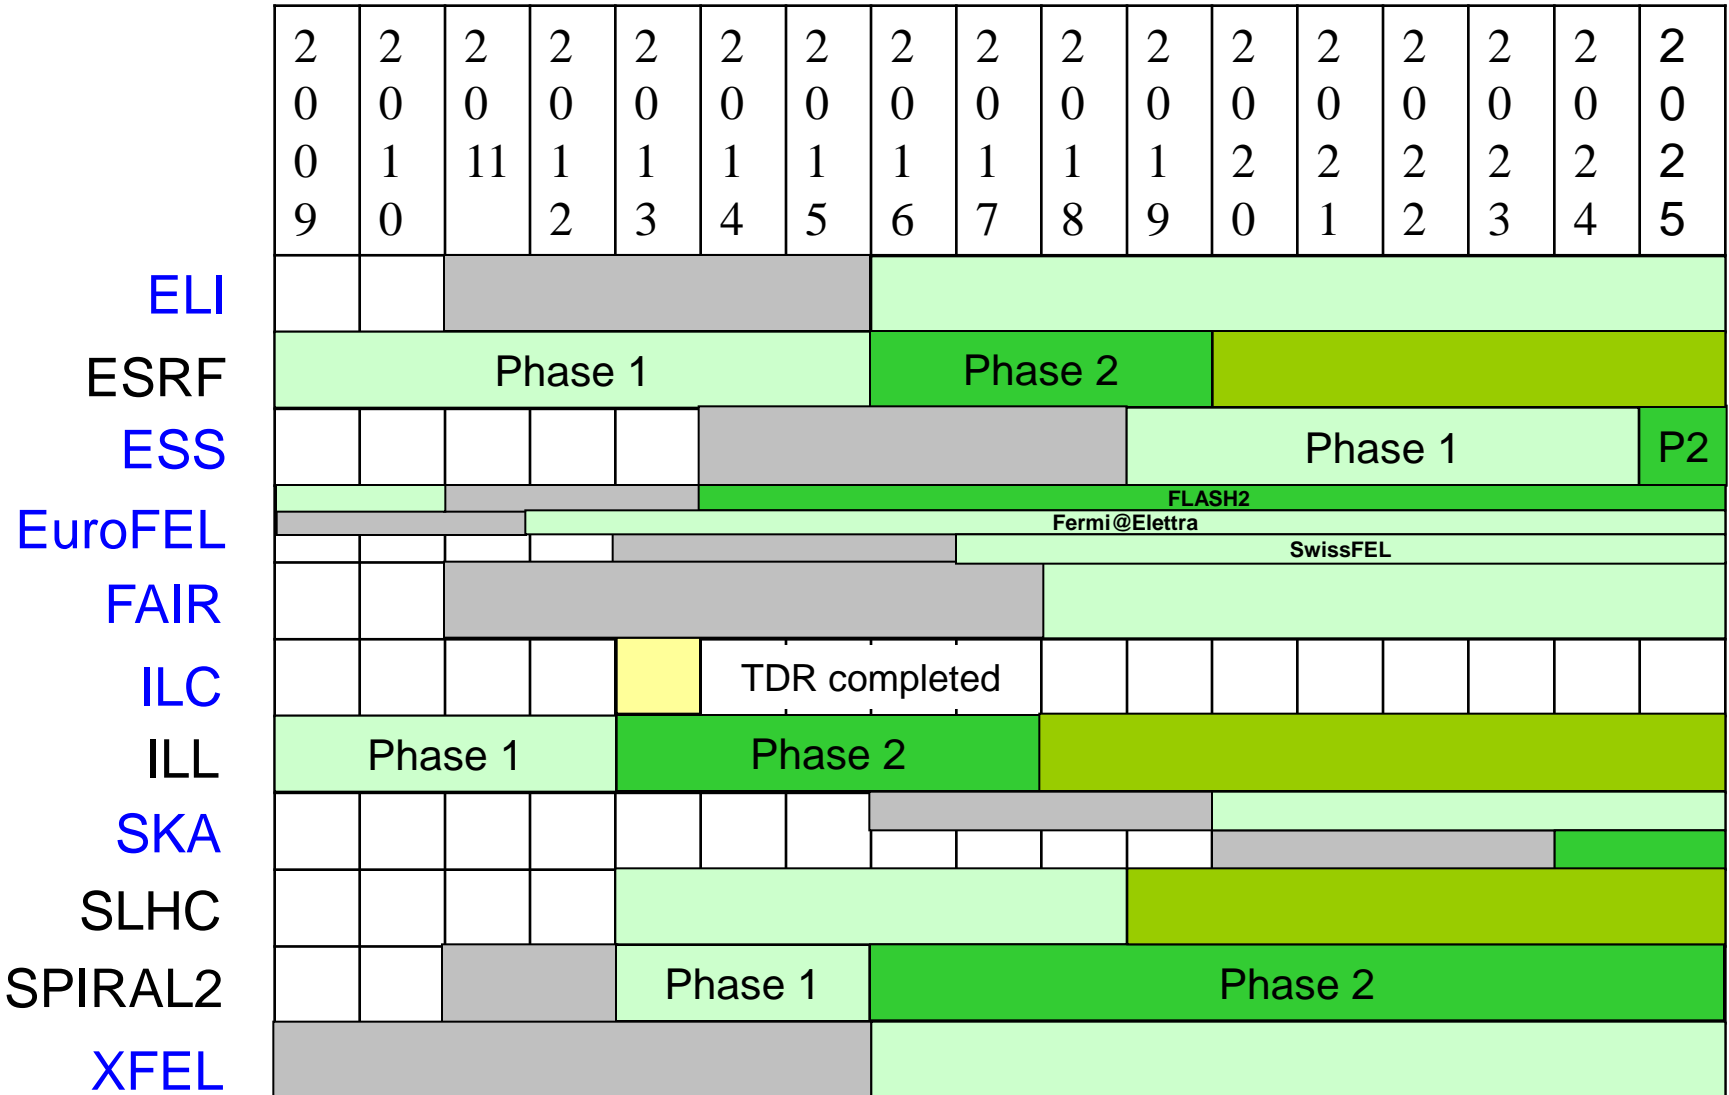 2009 2010 2011 2012 2013 2014 2015 2016 2017 2018 2019 2020 2021 2022 2023 2024 2025
ELI
ESRF Phase 1 Phase 2
ESS Phase 1 P2
FLASH2
EuroFEL Fermi@Elettra
SwissFEL
FAIR
ILC TDR completed
ILL Phase 1 Phase 2
SKA
SLHC
SPIRAL2 Phase 1 Phase 2
XFEL